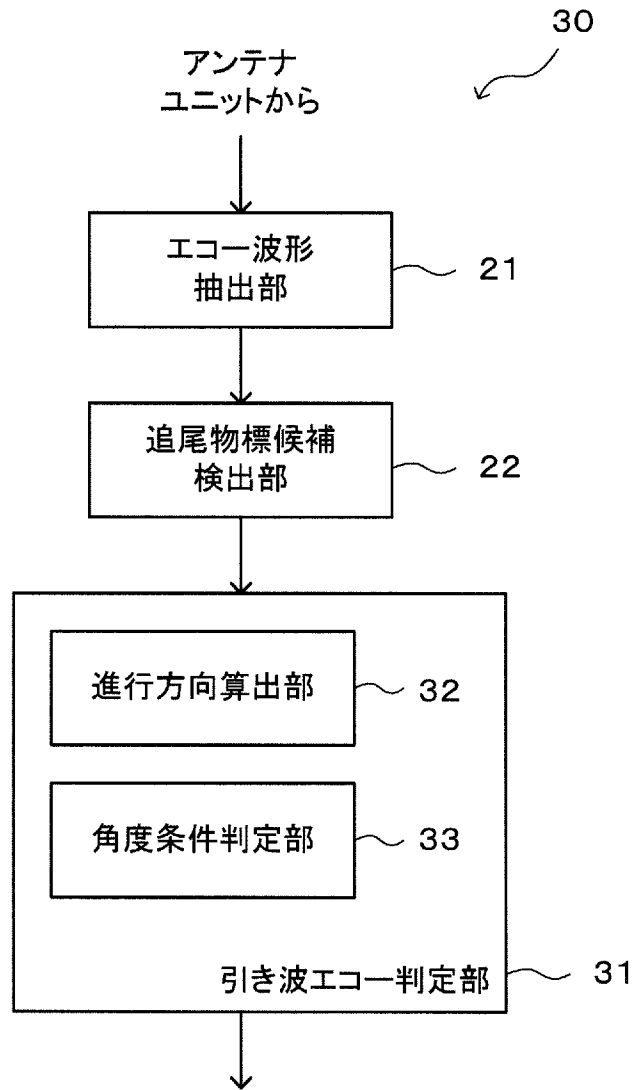 30
アンテナ
ユニットから
エコー波形
抽出部
21
追尾物標候補
検出部
22
進行方向算出部
32
角度条件判定部
33
引き波エコー判定部
31